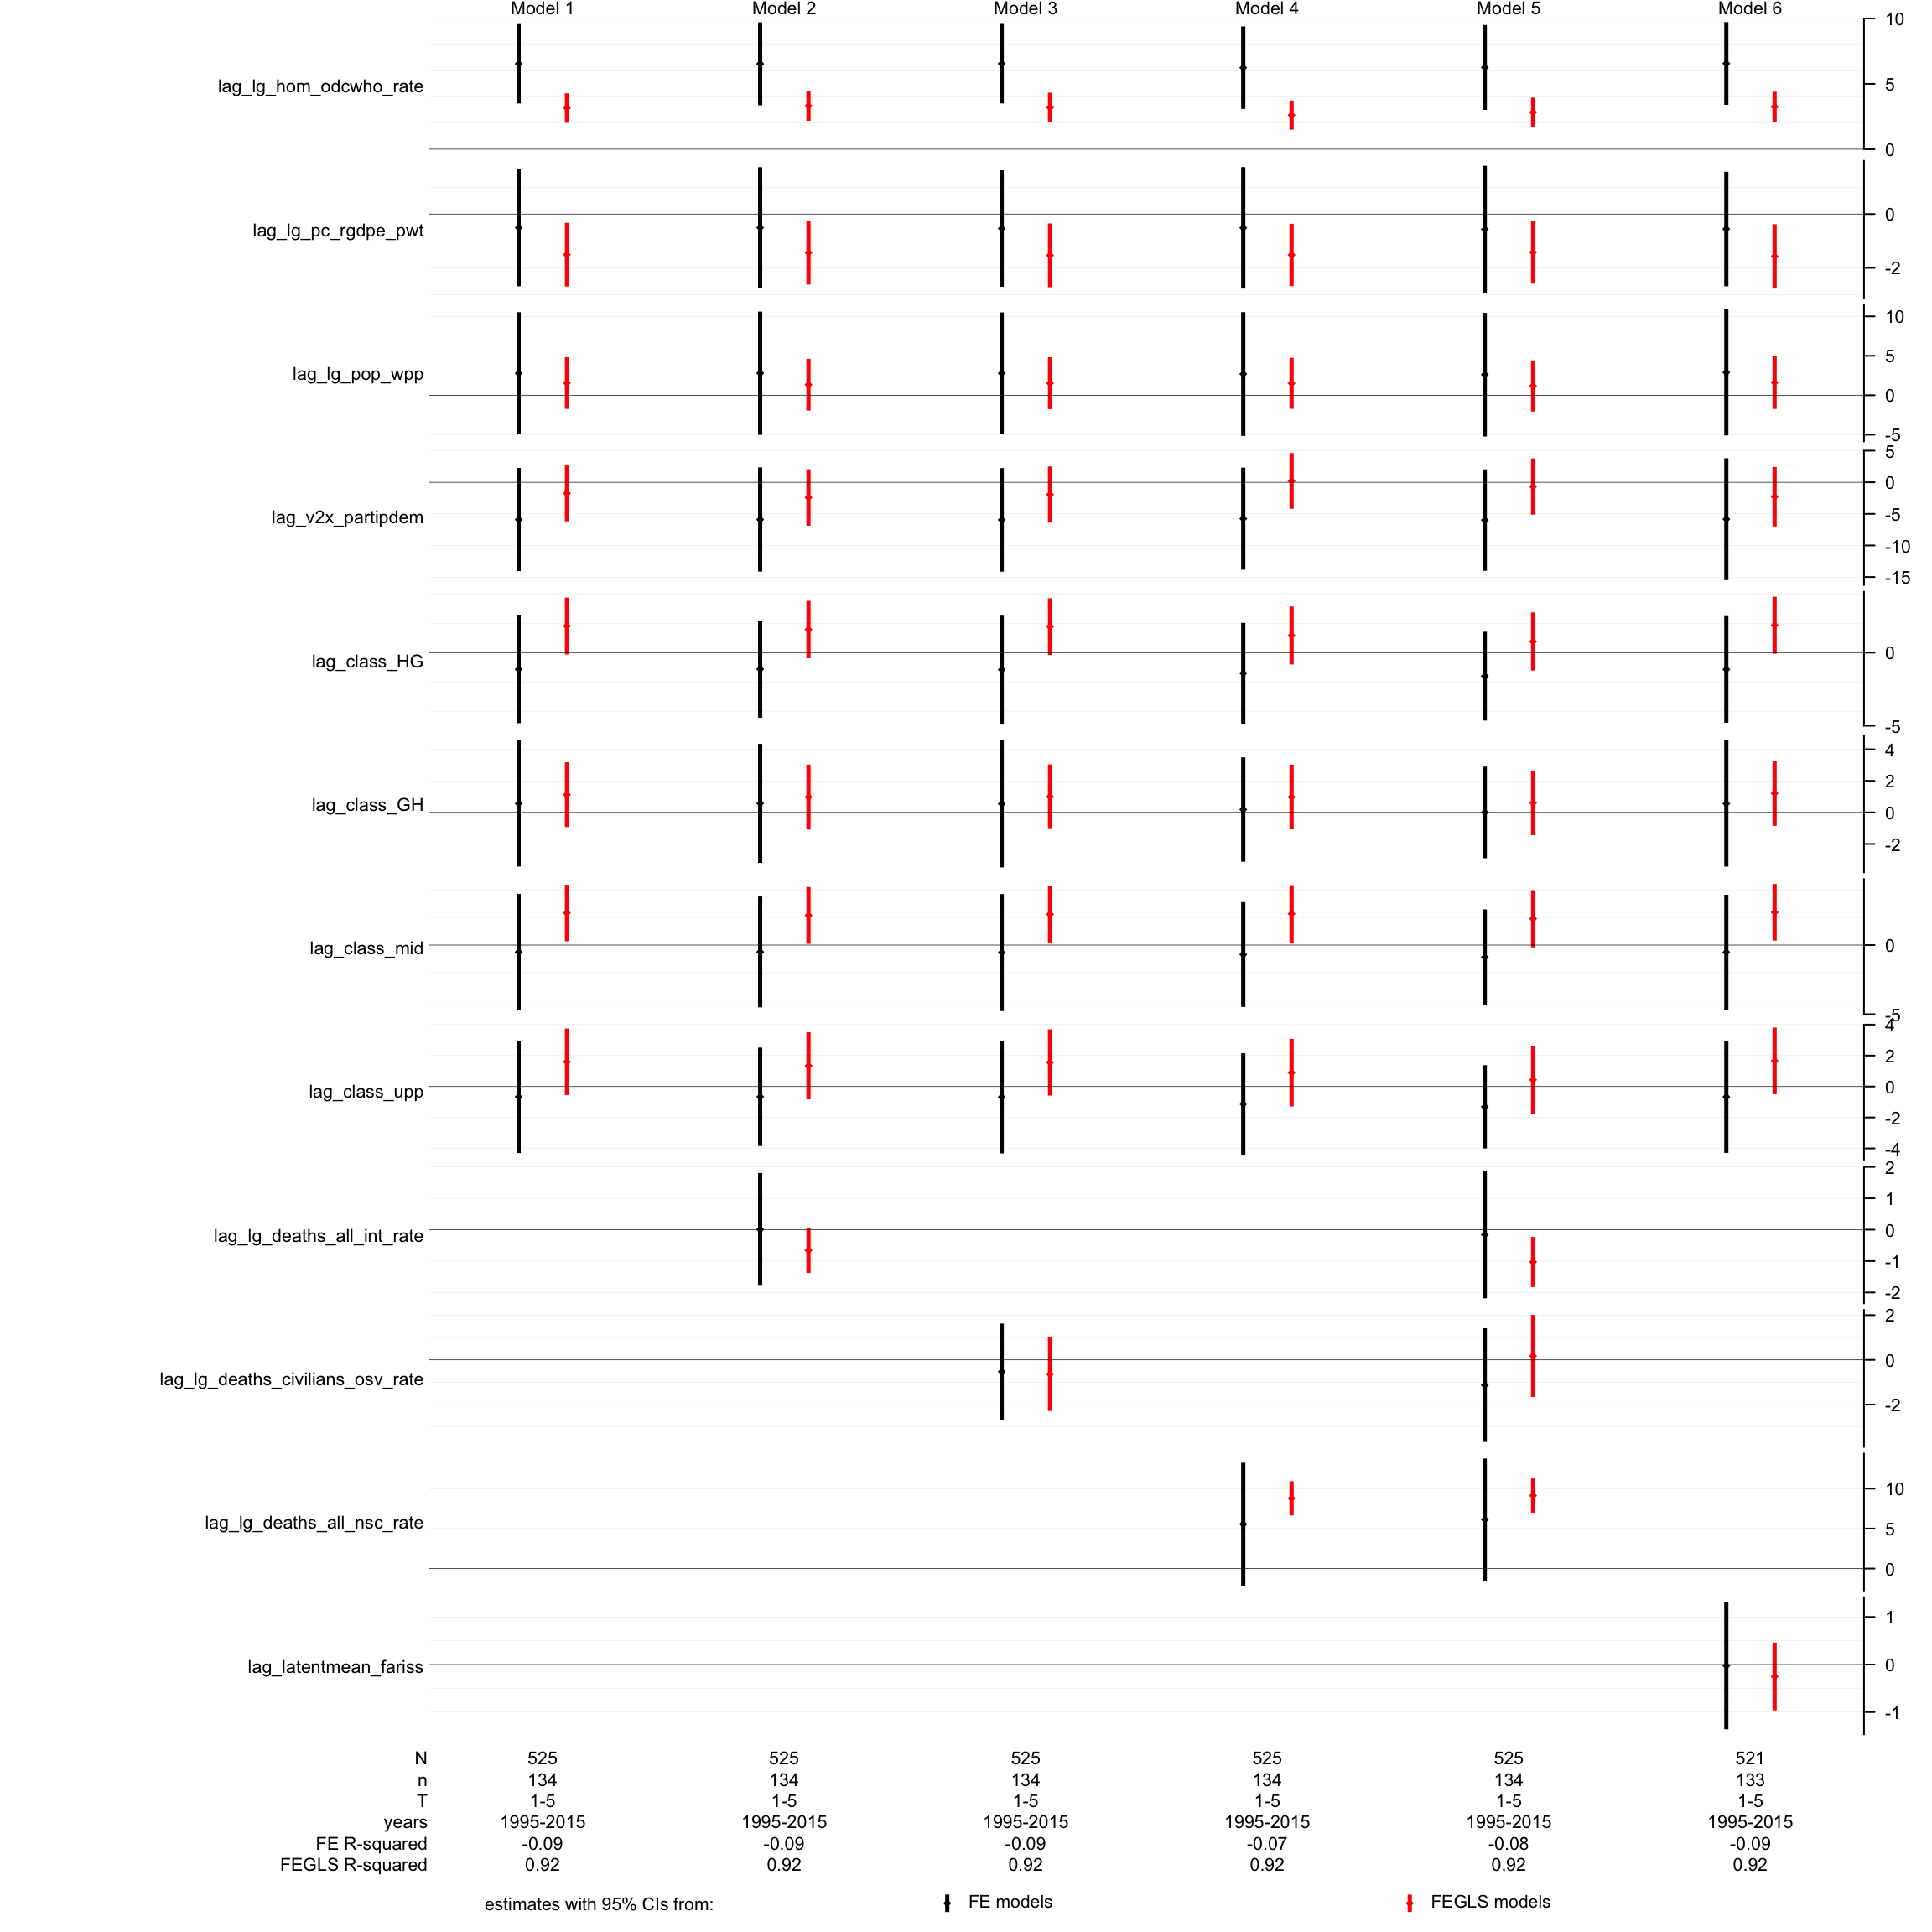 Model 1 Model 2 Model 3 Model 4 Model 5 Model 6
lag_lg_hom_odcwho_rate
10
5
0
lag_lg_pc_rgdpe_pwt
0
-2
lag_lg_pop_wpp
10
5
0
-5
lag_v2x_partipdem
5
0
-5
-10
-15
lag_class_HG
0
-5
lag_class_GH
4
2
0
-2
lag_class_mid
0
-5
lag_class_upp
4
2
0
-2
-4
lag_lg_deaths_all_int_rate
2
1
0
-1
-2
lag_lg_deaths_civilians_osv_rate
2
0
-2
lag_lg_deaths_all_nsc_rate
10
5
0
lag_latentmean_fariss
1
0
-1
N 525 525 525 525 525 521
n 134 134 134 134 134 133
T 1-5 1-5 1-5 1-5 1-5 1-5
years 1995-2015 1995-2015 1995-2015 1995-2015 1995-2015 1995-2015
FE R-squared -0.09 -0.09 -0.09 -0.07 -0.08 -0.09
FEGLS R-squared 0.92 0.92 0.92 0.92 0.92 0.92
estimates with 95% CIs from: FE models FEGLS models